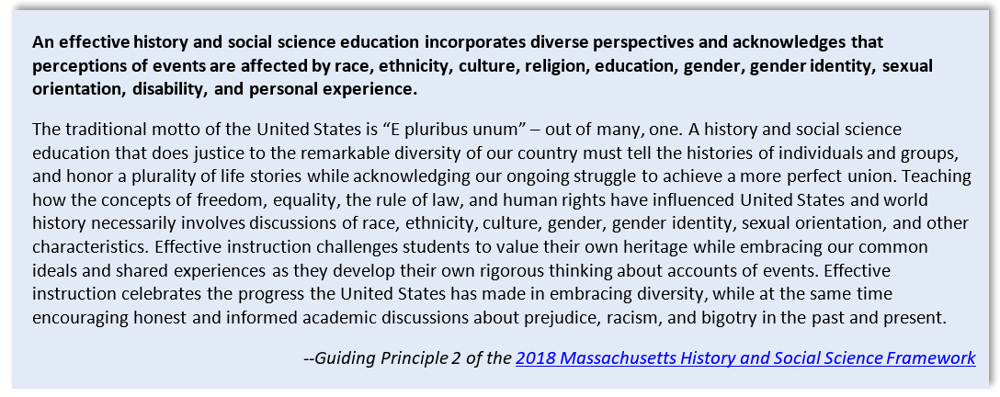 An effective history and social science education incorporates diverse perspectives and acknowledges that
perceptions of events are affected by race, ethnicity, culture, religion, education, gender, gender identity, sexual
orientation, disability, and personal experience.
The traditional motto of the United States is “E pluribus unum” – out of many, one. A history and social science
education that does justice to the remarkable diversity of our country must tell the histories of individuals and groups,
and honor a plurality of life stories while acknowledging our ongoing struggle to achieve a more perfect union. Teaching
how the concepts of freedom, equality, the rule of law, and human rights have influenced United States and world
history necessarily involves discussions of race, ethnicity, culture, gender, gender identity, sexual orientation, and other
characteristics. Effective instruction challenges students to value their own heritage while embracing our common
ideals and shared experiences as they develop their own rigorous thinking about accounts of events. Effective
instruction celebrates the progress the United States has made in embracing diversity, while at the same time
encouraging honest and informed academic discussions about prejudice, racism, and bigotry in the past and present.
--Guiding Principle 2 of the 2018 Massachusetts History and Social Science Framework